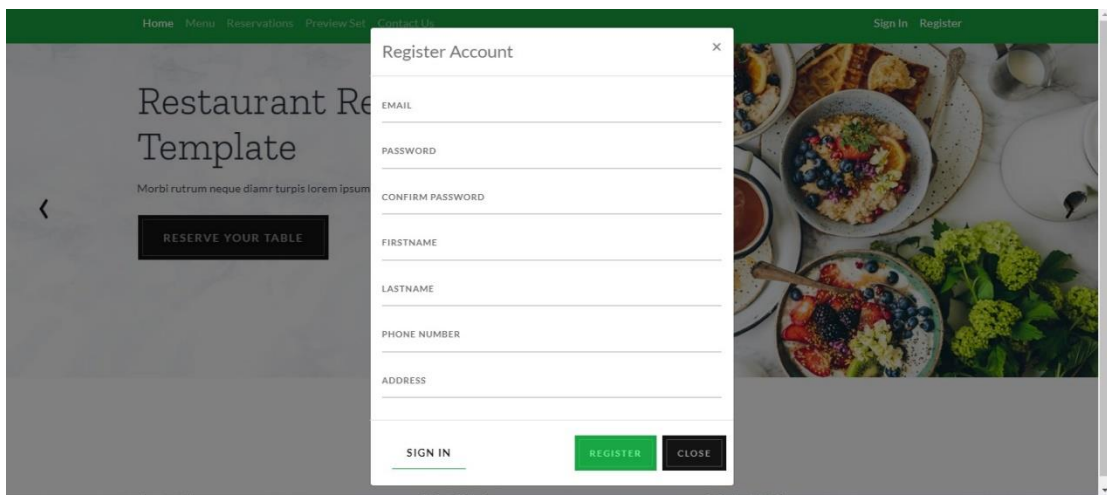 Home Menu Reservations Preview Set Contact Us Sign In Register
Register Account ×
Restaurant Re
Template
Morbi rutrum neque diamr turpis lorem ipsum
RESERVE YOUR TABLE
EMAIL
PASSWORD
CONFIRM PASSWORD
FIRSTNAME
LASTNAME
PHONE NUMBER
ADDRESS
SIGN IN REGISTER CLOSE